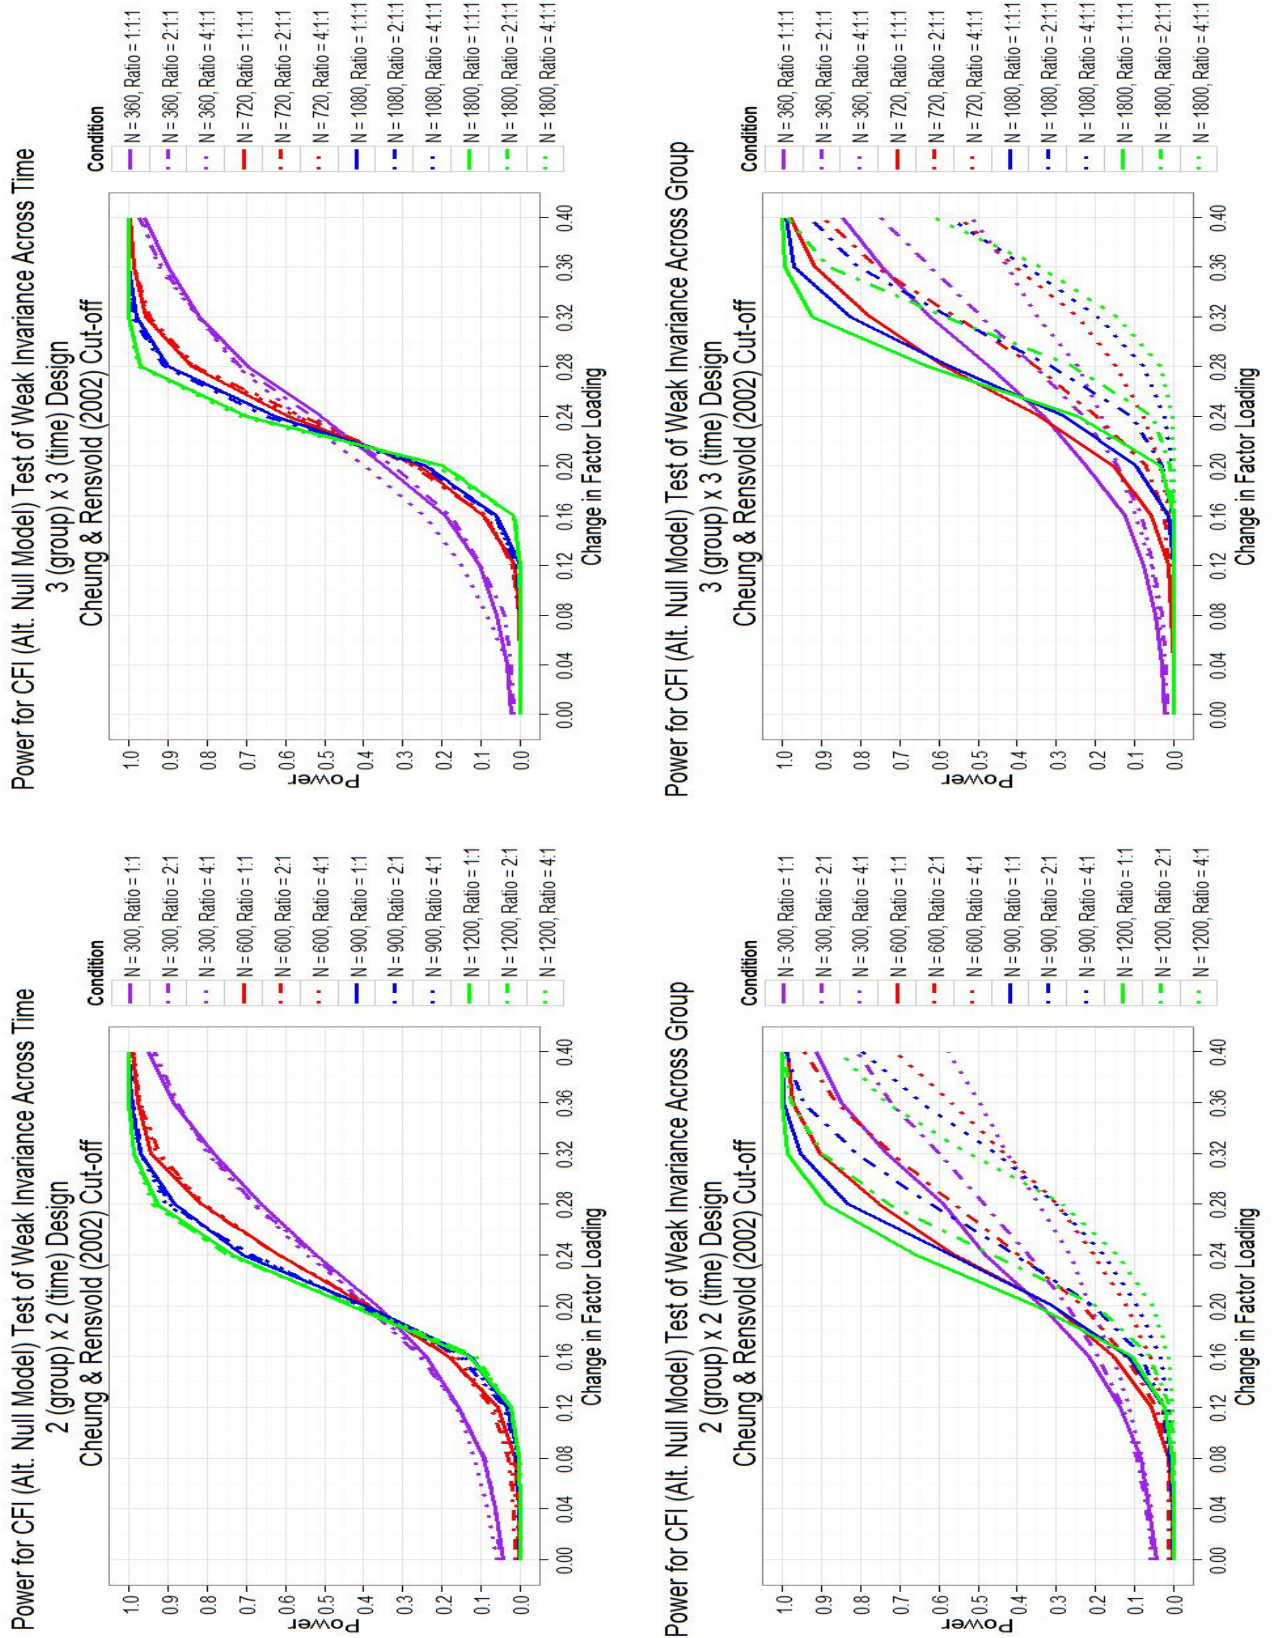 Power for CFI (Alt. Null Model) Test of Weak Invariance Across Time
2 (group) x 2 (time) Design
Cheung & Rensvold (2002) Cut-off
Power
1.0
0.9
0.8
0.7
0.6
0.5
0.4
0.3
0.2
0.1
0.0
0.00
0.04
0.08
0.12
0.16
0.20
0.24
0.28
0.32
0.36
0.40
Change in Factor Loading
Condition
N = 300, Ratio = 1:1
N = 300, Ratio = 2:1
N = 300, Ratio = 4:1
N = 600, Ratio = 1:1
N = 600, Ratio = 2:1
N = 600, Ratio = 4:1
N = 900, Ratio = 1:1
N = 900, Ratio = 2:1
N = 900, Ratio = 4:1
N = 1200, Ratio = 1:1
N = 1200, Ratio = 2:1
N = 1200, Ratio = 4:1
Power for CFI (Alt. Null Model) Test of Weak Invariance Across Time
3 (group) x 3 (time) Design
Cheung & Rensvold (2002) Cut-off
Power
1.0
0.9
0.8
0.7
0.6
0.5
0.4
0.3
0.2
0.1
0.0
0.00
0.04
0.08
0.12
0.16
0.20
0.24
0.28
0.32
0.36
0.40
Change in Factor Loading
Condition
N = 360, Ratio = 1:1:1
N = 360, Ratio = 2:1:1
N = 360, Ratio = 4:1:1
N = 720, Ratio = 1:1:1
N = 720, Ratio = 2:1:1
N = 720, Ratio = 4:1:1
N = 1080, Ratio = 1:1:1
N = 1080, Ratio = 2:1:1
N = 1080, Ratio = 4:1:1
N = 1800, Ratio = 1:1:1
N = 1800, Ratio = 2:1:1
N = 1800, Ratio = 4:1:1
Power for CFI (Alt. Null Model) Test of Weak Invariance Across Group
2 (group) x 2 (time) Design
Cheung & Rensvold (2002) Cut-off
Power
1.0
0.9
0.8
0.7
0.6
0.5
0.4
0.3
0.2
0.1
0.0
0.00
0.04
0.08
0.12
0.16
0.20
0.24
0.28
0.32
0.36
0.40
Change in Factor Loading
Condition
N = 300, Ratio = 1:1
N = 300, Ratio = 2:1
N = 300, Ratio = 4:1
N = 600, Ratio = 1:1
N = 600, Ratio = 2:1
N = 600, Ratio = 4:1
N = 900, Ratio = 1:1
N = 900, Ratio = 2:1
N = 900, Ratio = 4:1
N = 1200, Ratio = 1:1
N = 1200, Ratio = 2:1
N = 1200, Ratio = 4:1
Power for CFI (Alt. Null Model) Test of Weak Invariance Across Group
3 (group) x 3 (time) Design
Cheung & Rensvold (2002) Cut-off
Power
1.0
0.9
0.8
0.7
0.6
0.5
0.4
0.3
0.2
0.1
0.0
0.00
0.04
0.08
0.12
0.16
0.20
0.24
0.28
0.32
0.36
0.40
Change in Factor Loading
Condition
N = 360, Ratio = 1:1:1
N = 360, Ratio = 2:1:1
N = 360, Ratio = 4:1:1
N = 720, Ratio = 1:1:1
N = 720, Ratio = 2:1:1
N = 720, Ratio = 4:1:1
N = 1080, Ratio = 1:1:1
N = 1080, Ratio = 2:1:1
N = 1080, Ratio = 4:1:1
N = 1800, Ratio = 1:1:1
N = 1800, Ratio = 2:1:1
N = 1800, Ratio = 4:1:1